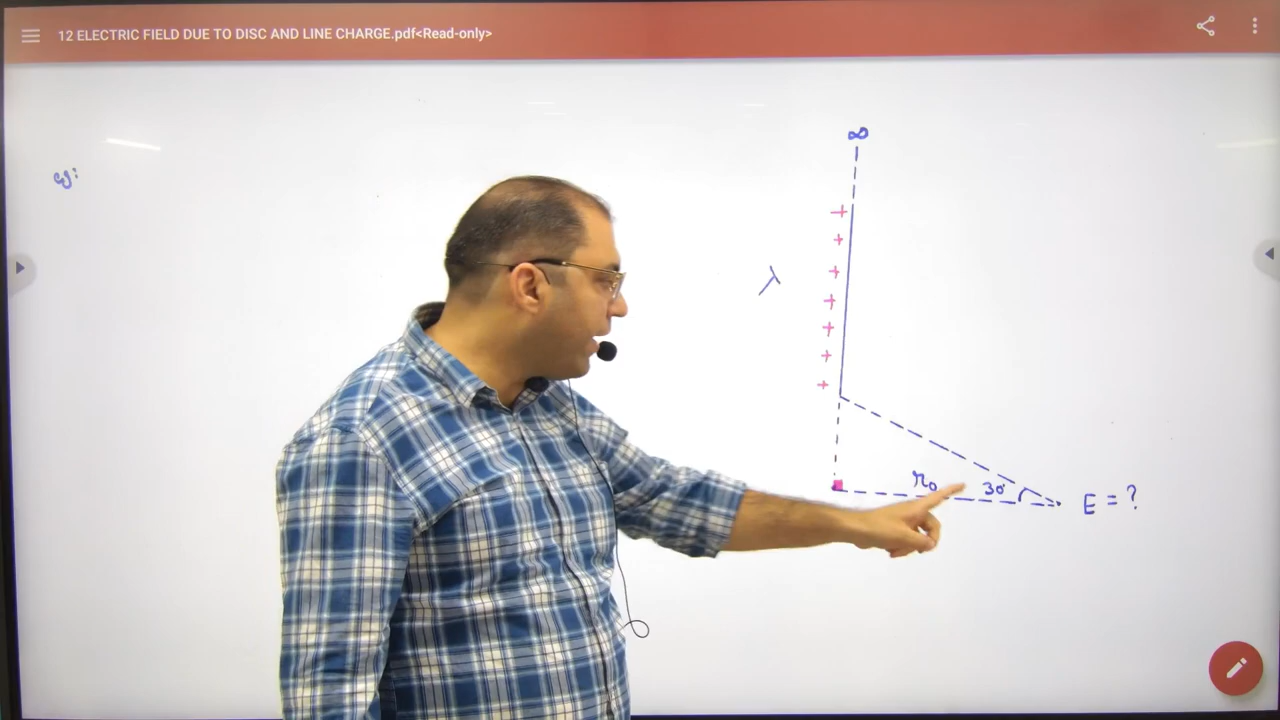 12 ELECTRIC FIELD DUE TO DISC AND LINE CHARGE.pdf<Read-only>
∞
+
+
+
λ
+
+
+
+
r₀
30°
E = ?